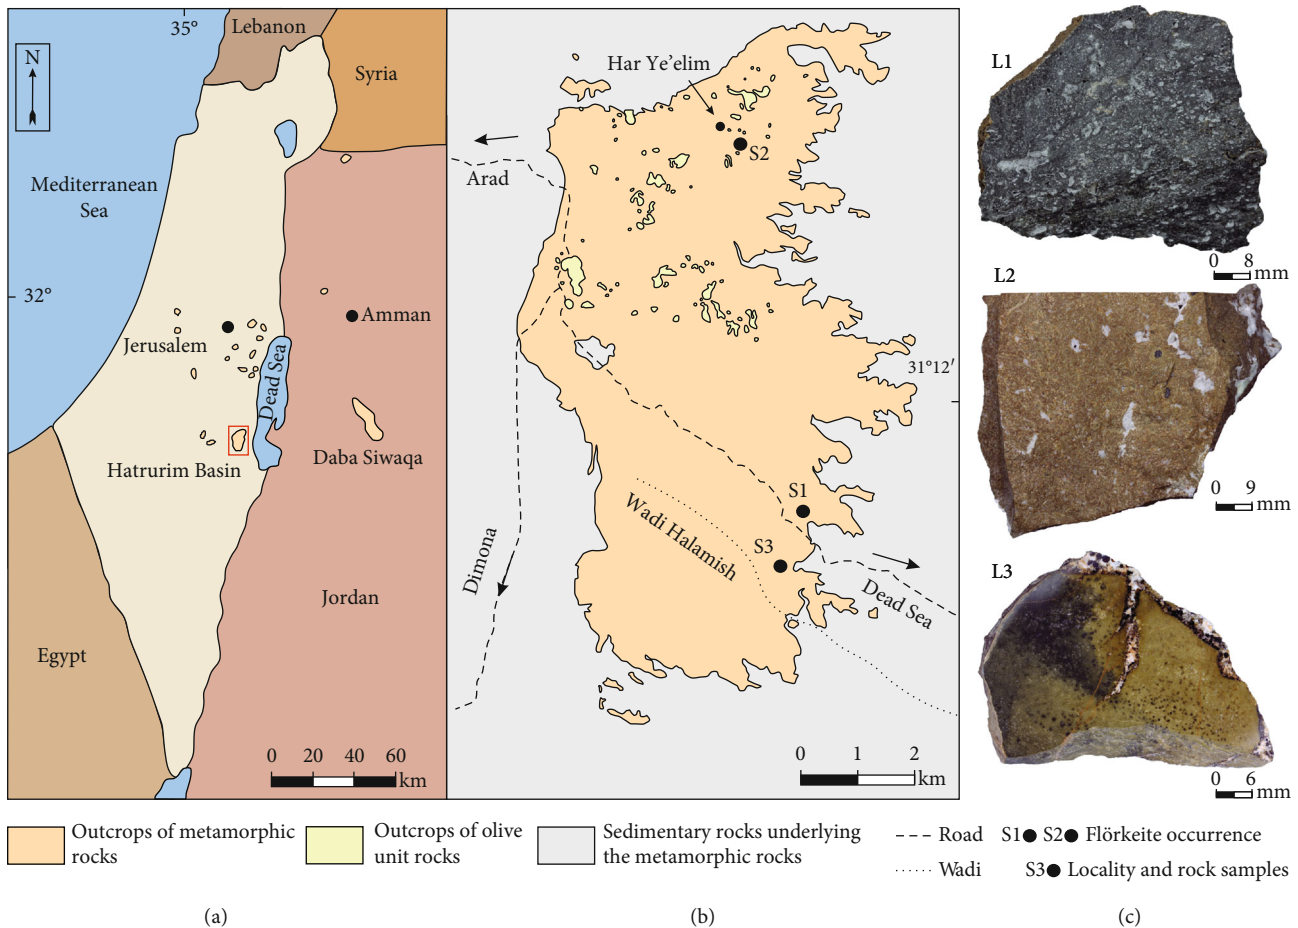 35°
Lebanon
N
Syria
Mediterranean
Sea
32°
Amman
Jerusalem
Dead Sea
Hatrurim Basin
Daba Siwaqa
Jordan
Egypt
0 20 40 60
km
Har Ye'elim
S2
Arad
31°12′
S1
Wadi Halamish
S3
Dimona
Dead Sea
0 1 2
km
L1
0 8
mm
L2
0 9
mm
L3
0 6
mm
Outcrops of metamorphic
rocks
Outcrops of olive
unit rocks
Sedimentary rocks underlying
the metamorphic rocks
Road
Wadi
S1 S2 Flörkeite occurrence
S3 Locality and rock samples
(a)
(b)
(c)